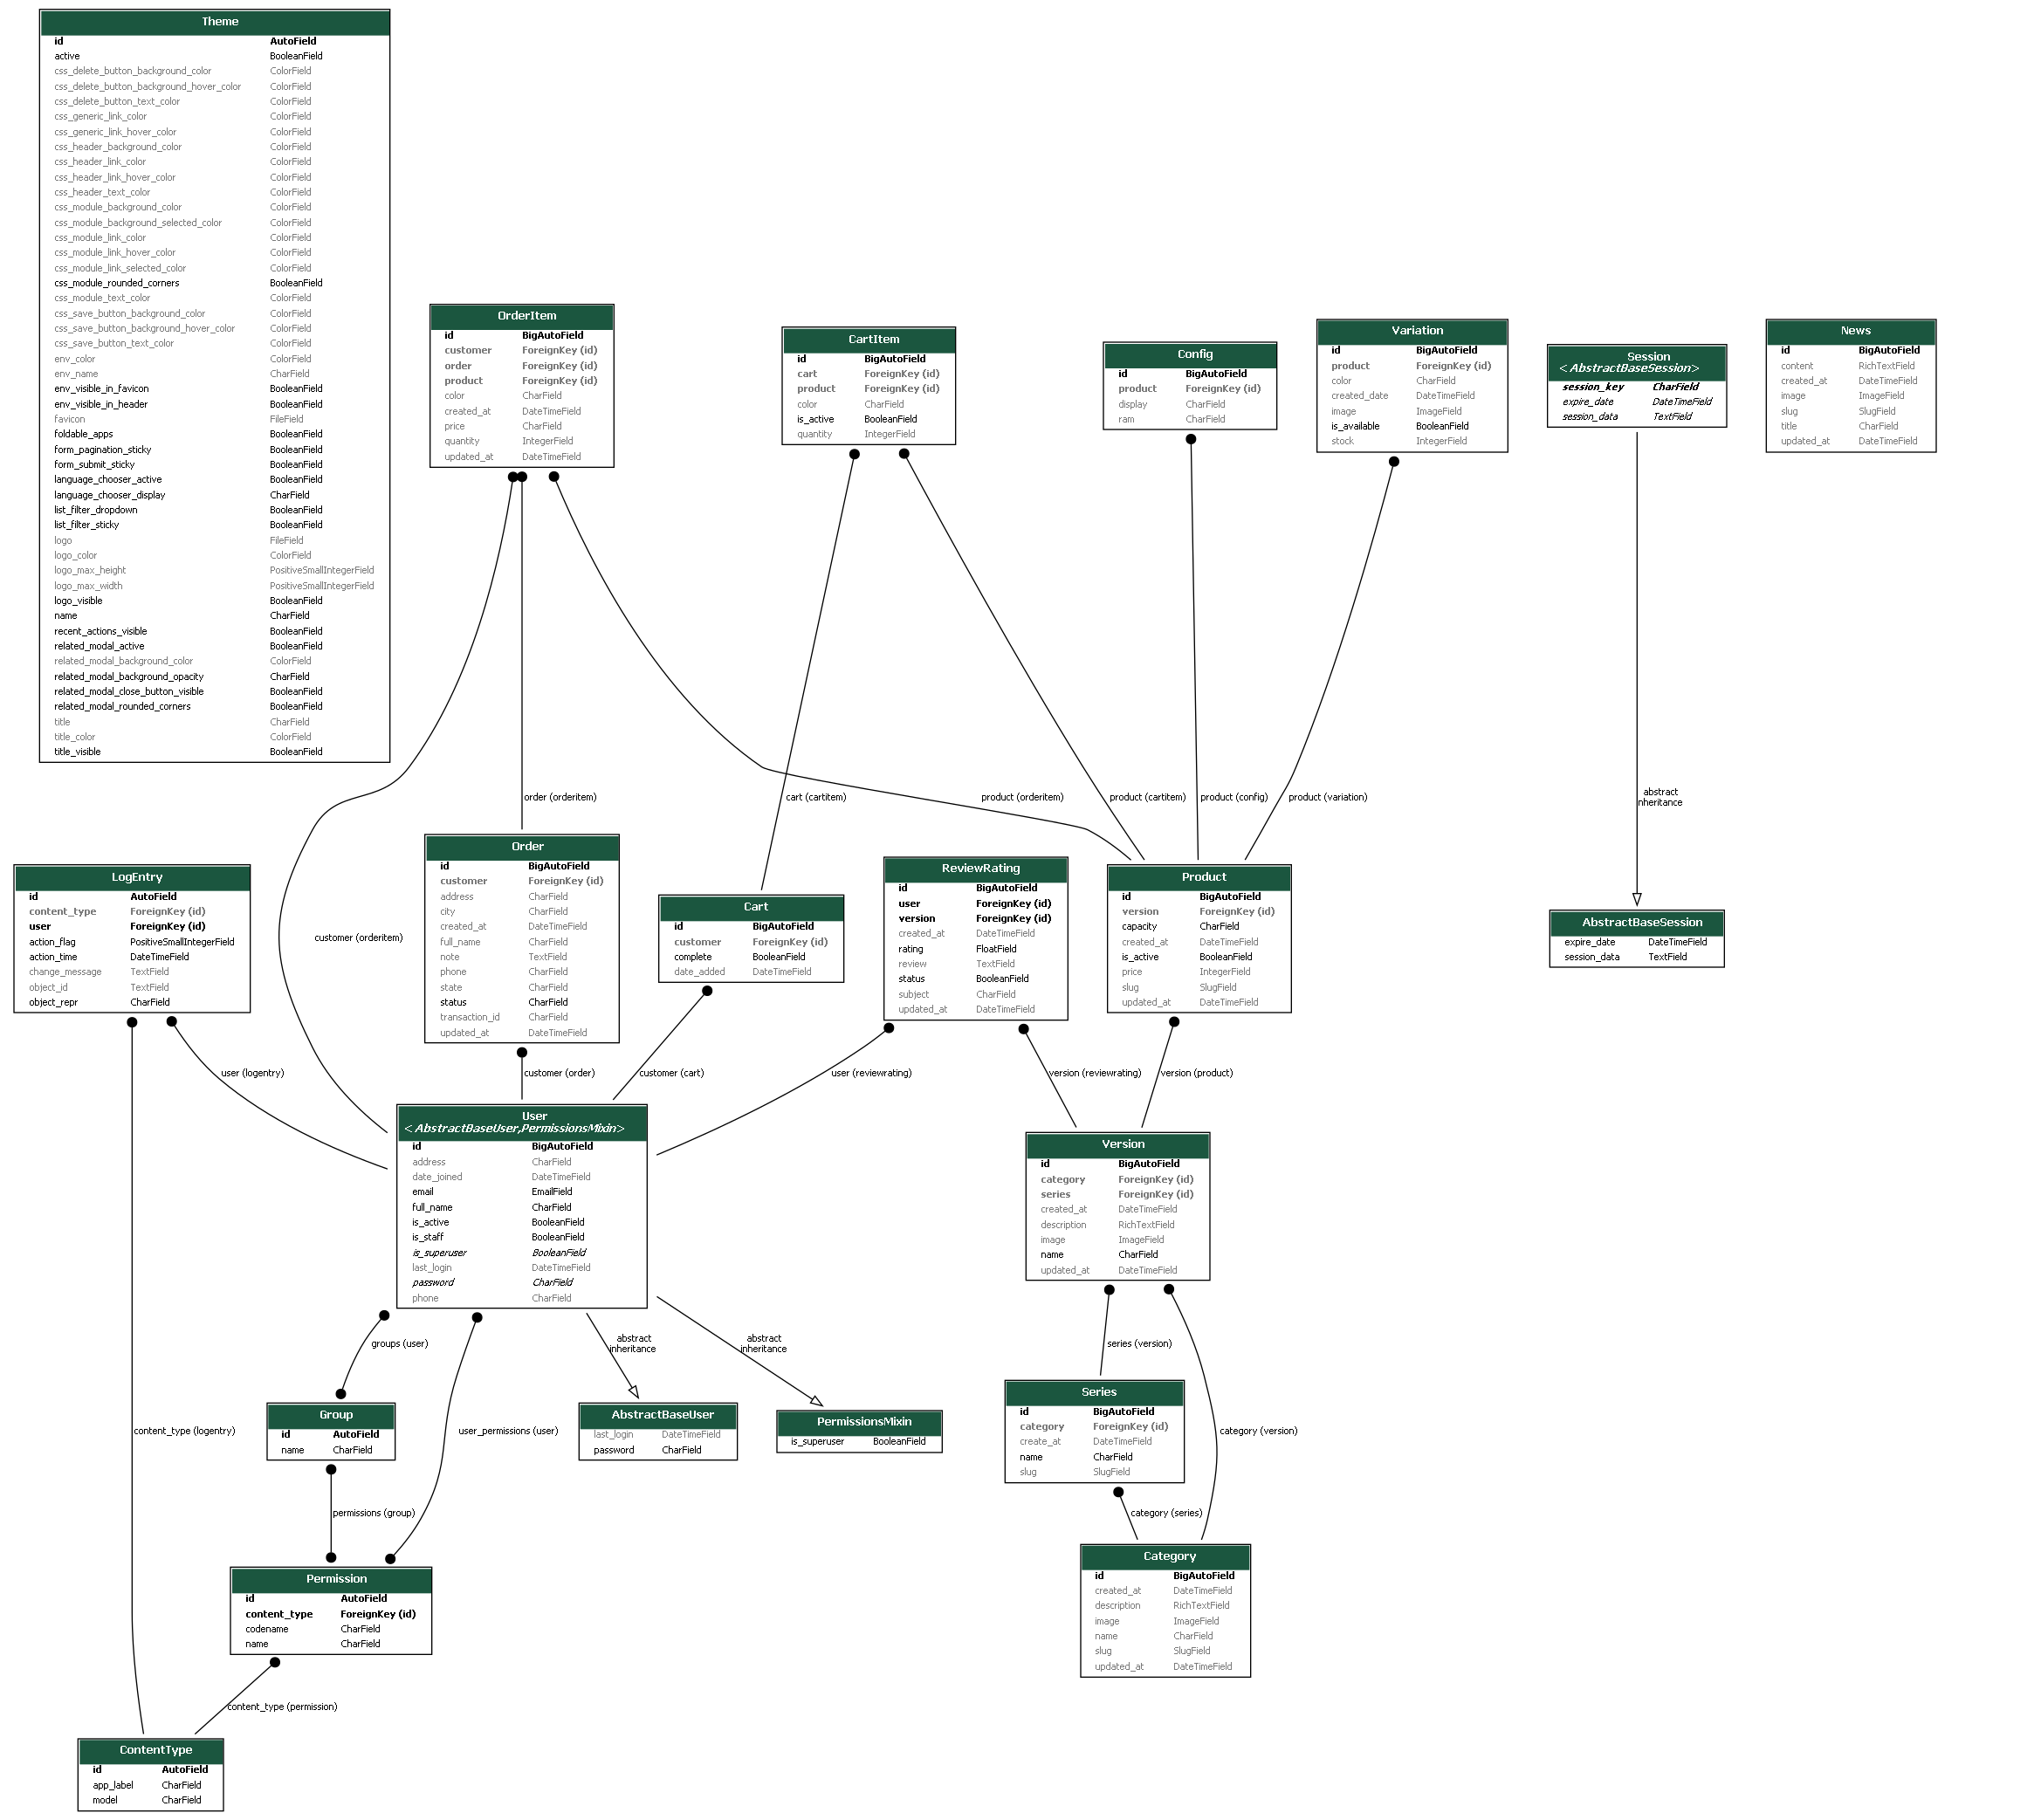 Theme
id AutoField
active BooleanField
css_delete_button_background_color ColorField
css_delete_button_background_hover_color ColorField
css_delete_button_text_color ColorField
css_generic_link_color ColorField
css_generic_link_hover_color ColorField
css_header_background_color ColorField
css_header_link_color ColorField
css_header_link_hover_color ColorField
css_header_text_color ColorField
css_module_background_color ColorField
css_module_background_selected_color ColorField
css_module_link_color ColorField
css_module_link_hover_color ColorField
css_module_link_selected_color ColorField
css_module_rounded_corners BooleanField
css_module_text_color ColorField
css_save_button_background_color ColorField
css_save_button_background_hover_color ColorField
css_save_button_text_color ColorField
env_color ColorField
env_name CharField
env_visible_in_favicon BooleanField
env_visible_in_header BooleanField
favicon FileField
foldable_apps BooleanField
form_pagination_sticky BooleanField
form_submit_sticky BooleanField
language_chooser_active BooleanField
language_chooser_display CharField
list_filter_dropdown BooleanField
list_filter_sticky BooleanField
logo FileField
logo_color ColorField
logo_max_height PositiveSmallIntegerField
logo_max_width PositiveSmallIntegerField
logo_visible BooleanField
name CharField
recent_actions_visible BooleanField
related_modal_active BooleanField
related_modal_background_color ColorField
related_modal_background_opacity CharField
related_modal_close_button_visible BooleanField
related_modal_rounded_corners BooleanField
title CharField
title_color ColorField
title_visible BooleanField
OrderItem
id BigAutoField
customer ForeignKey (id)
order ForeignKey (id)
product ForeignKey (id)
color CharField
created_at DateTimeField
price CharField
quantity IntegerField
updated_at DateTimeField
CartItem
id BigAutoField
cart ForeignKey (id)
product ForeignKey (id)
color CharField
is_active BooleanField
quantity IntegerField
Config
id BigAutoField
product ForeignKey (id)
display CharField
ram CharField
Variation
id BigAutoField
product ForeignKey (id)
color CharField
created_date DateTimeField
image ImageField
is_available BooleanField
stock IntegerField
Session
<AbstractBaseSession>
session_key CharField
expire_date DateTimeField
session_data TextField
News
id BigAutoField
content RichTextField
created_at DateTimeField
image ImageField
slug SlugField
title CharField
updated_at DateTimeField
order (orderitem)
cart (cartitem)
product (orderitem)
product (cartitem)
product (config)
product (variation)
abstract
nheritance
customer (orderitem)
LogEntry
id AutoField
content_type ForeignKey (id)
user ForeignKey (id)
action_flag PositiveSmallIntegerField
action_time DateTimeField
change_message TextField
object_id TextField
object_repr CharField
Order
id BigAutoField
customer ForeignKey (id)
address CharField
city CharField
created_at DateTimeField
full_name CharField
note TextField
phone CharField
state CharField
status CharField
transaction_id CharField
updated_at DateTimeField
Cart
id BigAutoField
customer ForeignKey (id)
complete BooleanField
date_added DateTimeField
ReviewRating
id BigAutoField
user ForeignKey (id)
version ForeignKey (id)
created_at DateTimeField
rating FloatField
review TextField
status BooleanField
subject CharField
updated_at DateTimeField
Product
id BigAutoField
version ForeignKey (id)
capacity CharField
created_at DateTimeField
is_active BooleanField
price IntegerField
slug SlugField
updated_at DateTimeField
AbstractBaseSession
expire_date DateTimeField
session_data TextField
user (logentry)
customer (order)
customer (cart)
user (reviewrating)
version (reviewrating)
version (product)
User
<AbstractBaseUser,PermissionsMixin>
id BigAutoField
address CharField
date_joined DateTimeField
email EmailField
full_name CharField
is_active BooleanField
is_staff BooleanField
is_superuser BooleanField
last_login DateTimeField
password CharField
phone CharField
Version
id BigAutoField
category ForeignKey (id)
series ForeignKey (id)
created_at DateTimeField
description RichTextField
image ImageField
name CharField
updated_at DateTimeField
groups (user)
abstract
inheritance
abstract
inheritance
series (version)
content_type (logentry)
user_permissions (user)
category (version)
Group
id AutoField
name CharField
AbstractBaseUser
last_login DateTimeField
password CharField
PermissionsMixin
is_superuser BooleanField
Series
id BigAutoField
category ForeignKey (id)
create_at DateTimeField
name CharField
slug SlugField
permissions (group)
category (series)
Permission
id AutoField
content_type ForeignKey (id)
codename CharField
name CharField
Category
id BigAutoField
created_at DateTimeField
description RichTextField
image ImageField
name CharField
slug SlugField
updated_at DateTimeField
content_type (permission)
ContentType
id AutoField
app_label CharField
model CharField